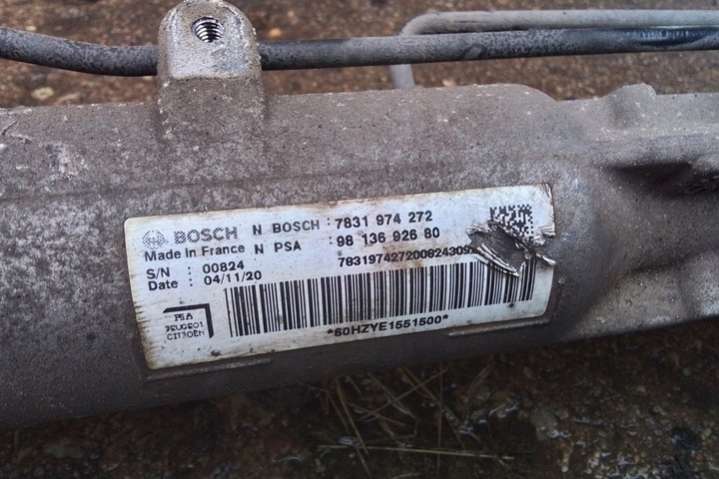 BOSCH N BOSCH : 7831 974 272
Made in France N PSA : 98 136 926 80
S/N : 00824
Date : 04/11/20
PSA
PEUGEOT
CITROËN
*60HZYE1551500*